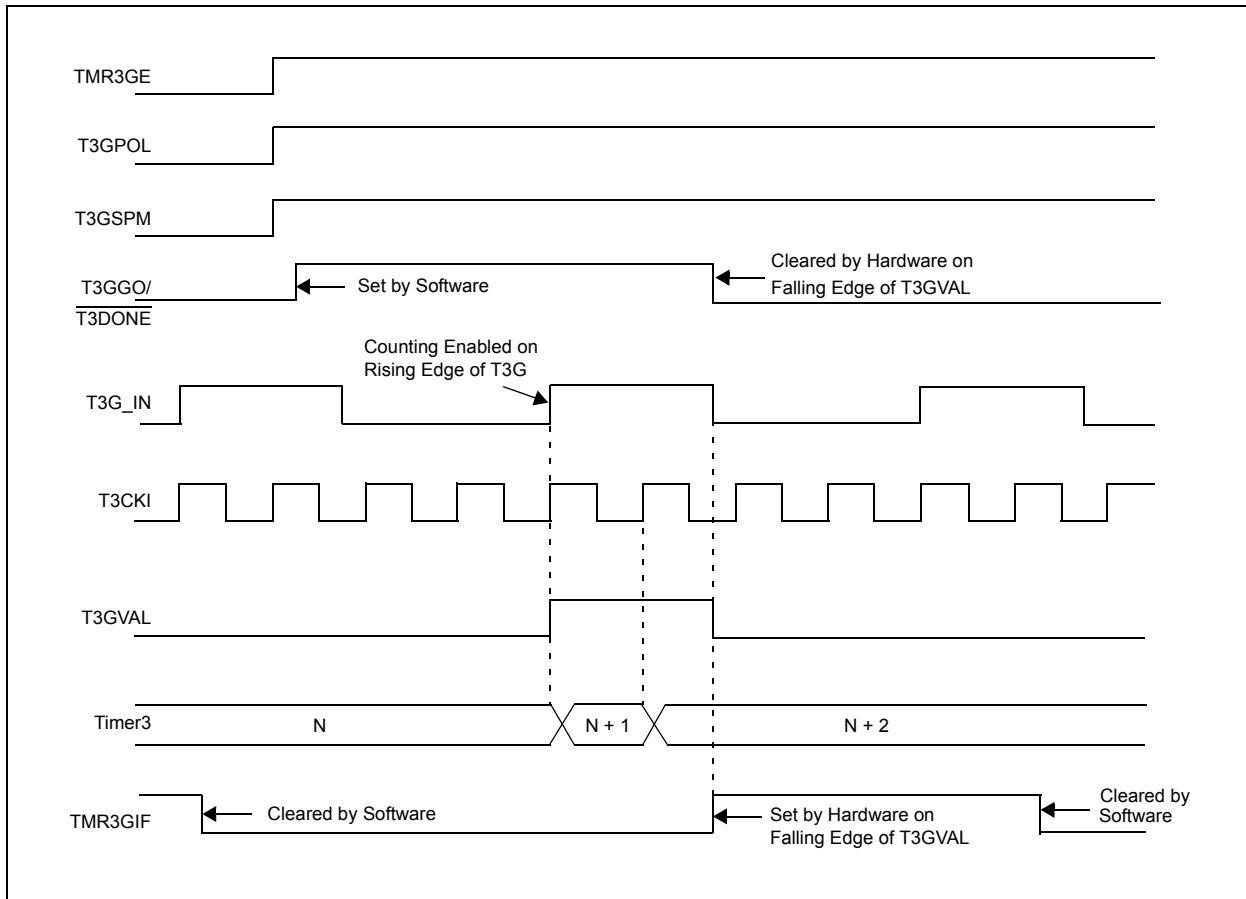 TMR3GE
T3GPOL
T3GSPM
T3GGO/
T3DONE
Set by Software
Cleared by Hardware on
Falling Edge of T3GVAL
Counting Enabled on
Rising Edge of T3G
T3G_IN
T3CKI
T3GVAL
Timer3
N
N + 1
N + 2
TMR3GIF
Cleared by Software
Set by Hardware on
Falling Edge of T3GVAL
Cleared by
Software